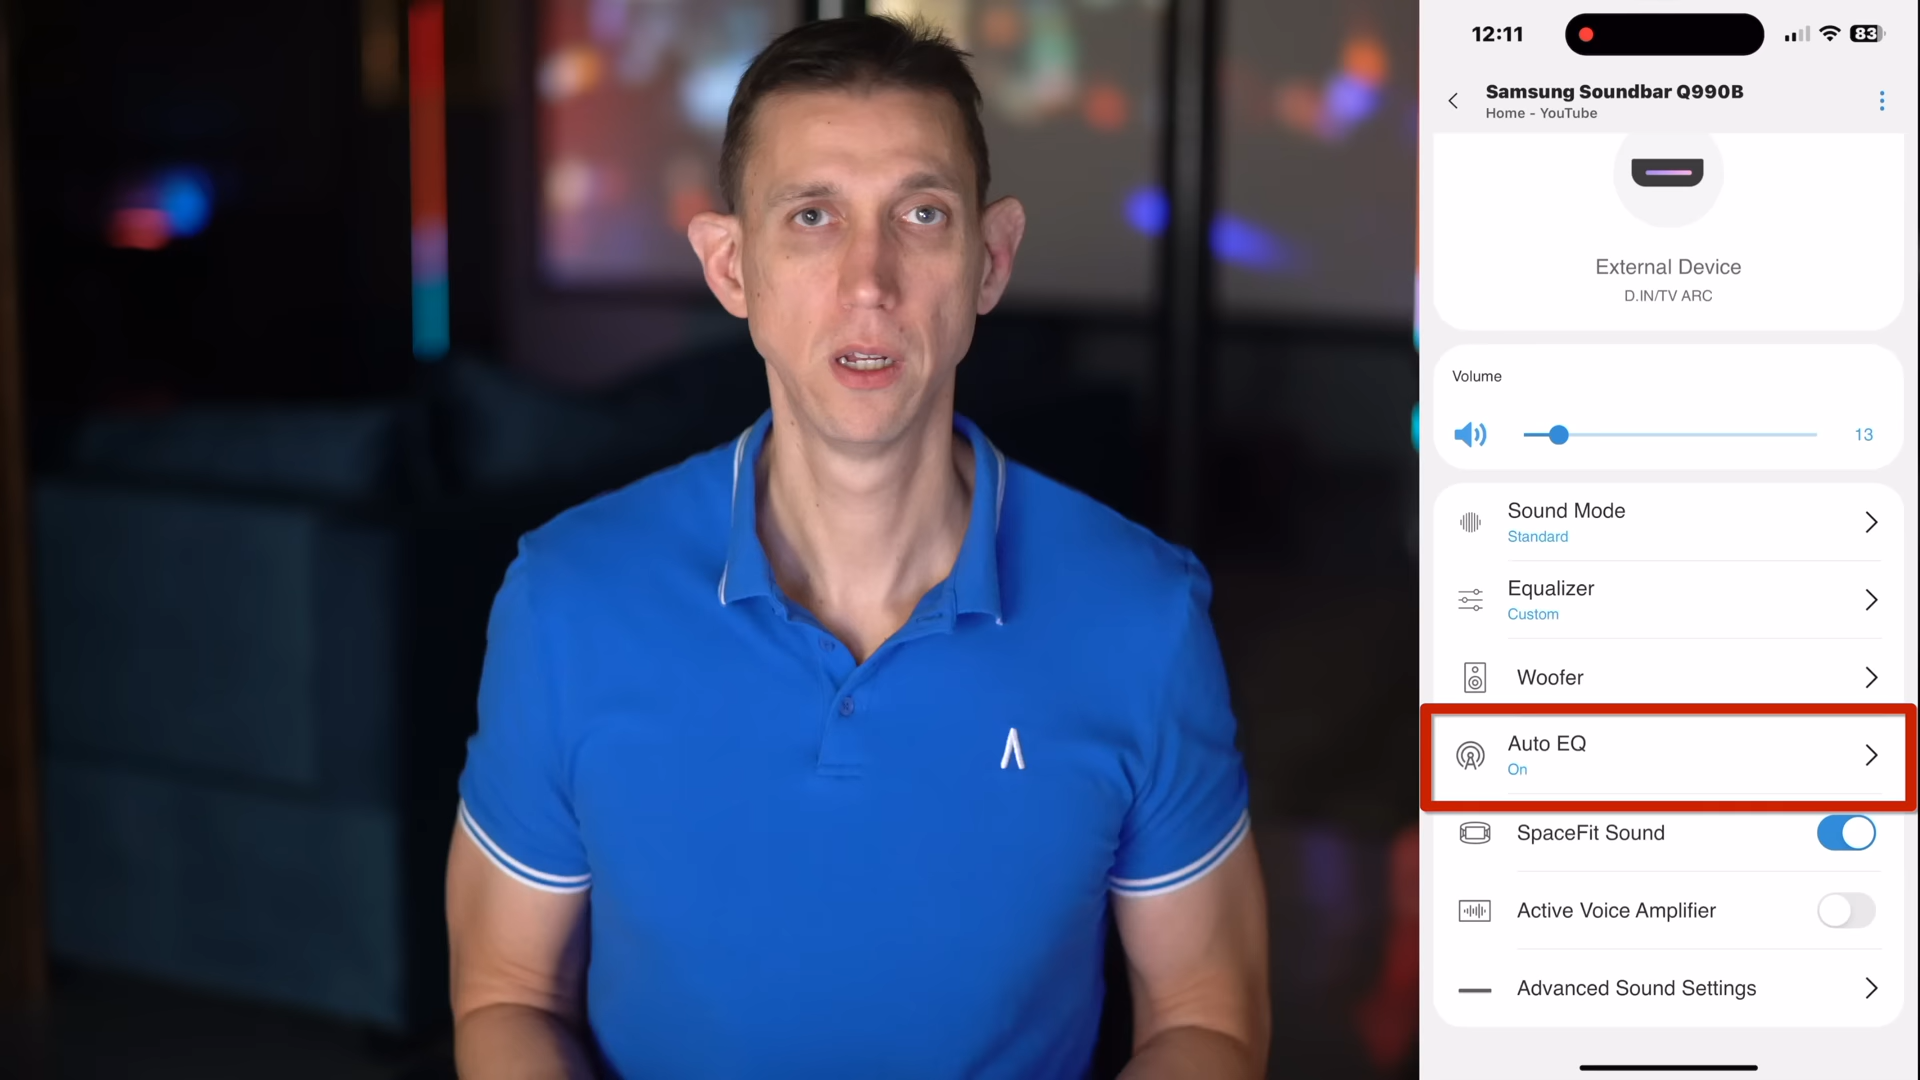 12:11
83
Samsung Soundbar Q990B
Home - YouTube
External Device
D.IN/TV ARC
Volume
13
Sound Mode
Standard
Equalizer
Custom
Woofer
Auto EQ
On
SpaceFit Sound
Active Voice Amplifier
Advanced Sound Settings